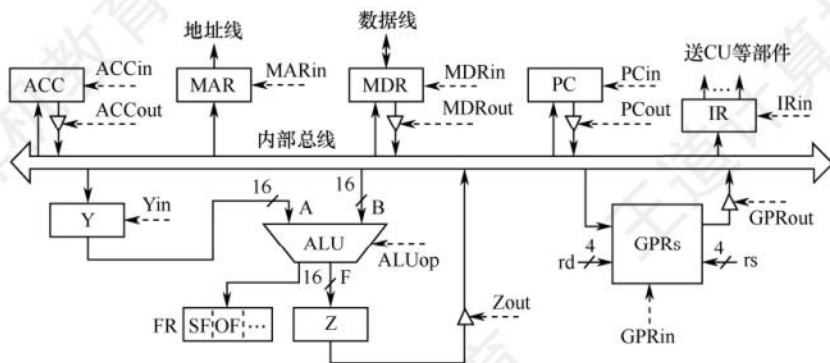 地址线
数据线
送CU等部件
ACC
ACCin
ACCout
MAR
MARin
MDR
MDRin
MDRout
PC
PCin
PCout
…
IR
IRin
内部总线
Y
Yin
16
A
16
B
ALU
ALUop
16
F
FR
SF
OF
…
Z
Zout
GPRs
GPRout
4
rd
4
rs
GPRin